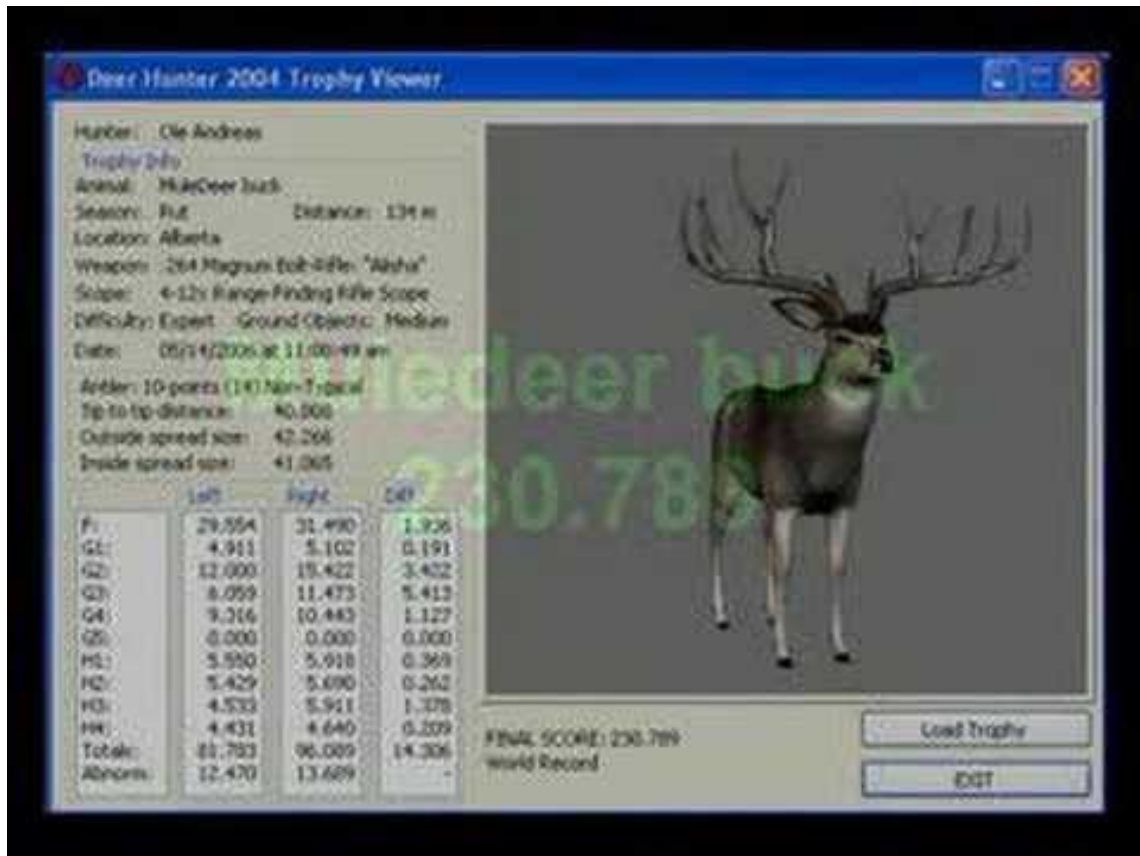 Deer Hunter 2004 Trophy Viewer
Hunter: Ole Andreas
Trophy Info
Animal: MuleDeer buck
Season: Rut Distance: 134 m
Location: Alberta
Weapon: .264 Magnum Bolt-Rifle: "Alisha"
Scope: 4-12x Range-Finding Rifle Scope
Difficulty: Expert Ground Objects: Medium
Date: 05/14/2006 at 11:00:49 am
Antler: 10-points (14) Non-Typical
Tip to tip distance: 40.008
Outside spread size: 42.266
Inside spread size: 41.065
Left Right Diff
F: 29.554 31.490 1.936
G1: 4.911 5.102 0.191
G2: 12.000 15.422 3.422
G3: 6.059 11.473 5.413
G4: 9.316 10.443 1.127
G5: 0.000 0.000 0.000
H1: 5.550 5.918 0.369
H2: 5.429 5.690 0.262
H3: 4.533 5.911 1.378
H4: 4.431 4.640 0.209
Totals: 81.783 96.089 14.306
Abnorm: 12.470 13.689 -
Muledeer buck
230.789
FINAL SCORE: 230.789
World Record
Load Trophy
EXIT